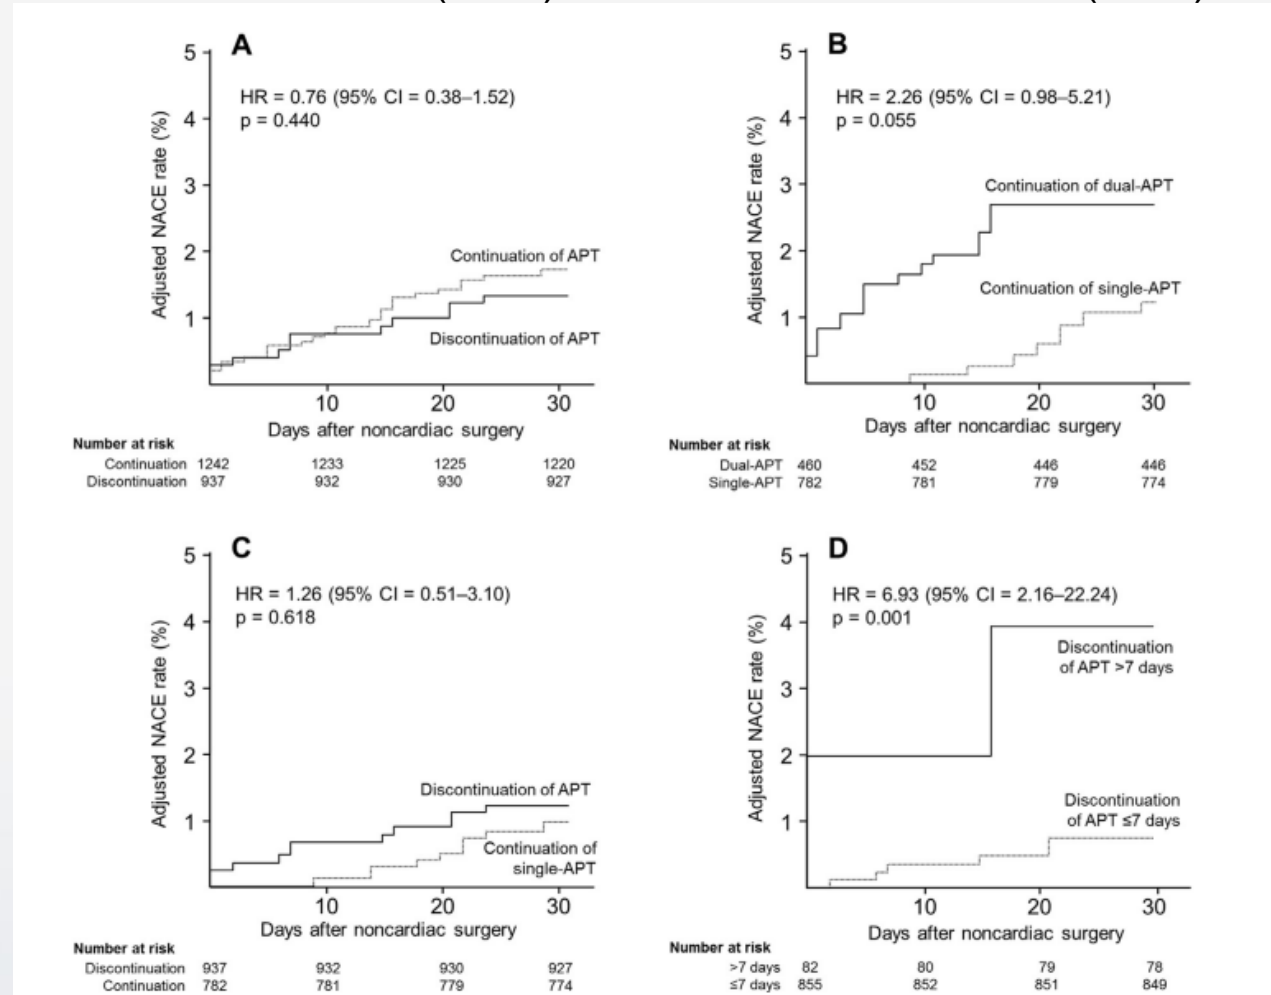 A
HR = 0.76 (95% CI = 0.38–1.52)
p = 0.440
Adjusted NACE rate (%)
5
4
3
2
1
Continuation of APT
Discontinuation of APT
10 20 30
Days after noncardiac surgery
Number at risk
Continuation 1242 1233 1225 1220
Discontinuation 937 932 930 927
B
HR = 2.26 (95% CI = 0.98–5.21)
p = 0.055
Adjusted NACE rate (%)
5
4
3
2
1
Continuation of dual-APT
Continuation of single-APT
10 20 30
Days after noncardiac surgery
Number at risk
Dual-APT 460 452 446 446
Single-APT 782 781 779 774
C
HR = 1.26 (95% CI = 0.51–3.10)
p = 0.618
Adjusted NACE rate (%)
5
4
3
2
1
Discontinuation of APT
Continuation of
single-APT
10 20 30
Days after noncardiac surgery
Number at risk
Discontinuation 937 932 930 927
Continuation 782 781 779 774
D
HR = 6.93 (95% CI = 2.16–22.24)
p = 0.001
Adjusted NACE rate (%)
5
4
3
2
1
Discontinuation
of APT >7 days
Discontinuation
of APT ≤7 days
10 20 30
Days after noncardiac surgery
Number at risk
>7 days 82 80 79 78
≤7 days 855 852 851 849